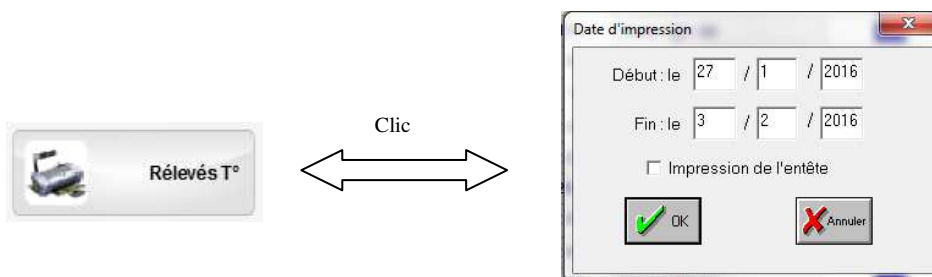 Rélevés T°
Clic
Date d'impression
Début : le 27 / 1 / 2016
Fin : le 3 / 2 / 2016
Impression de l'entête
OK
Annuler